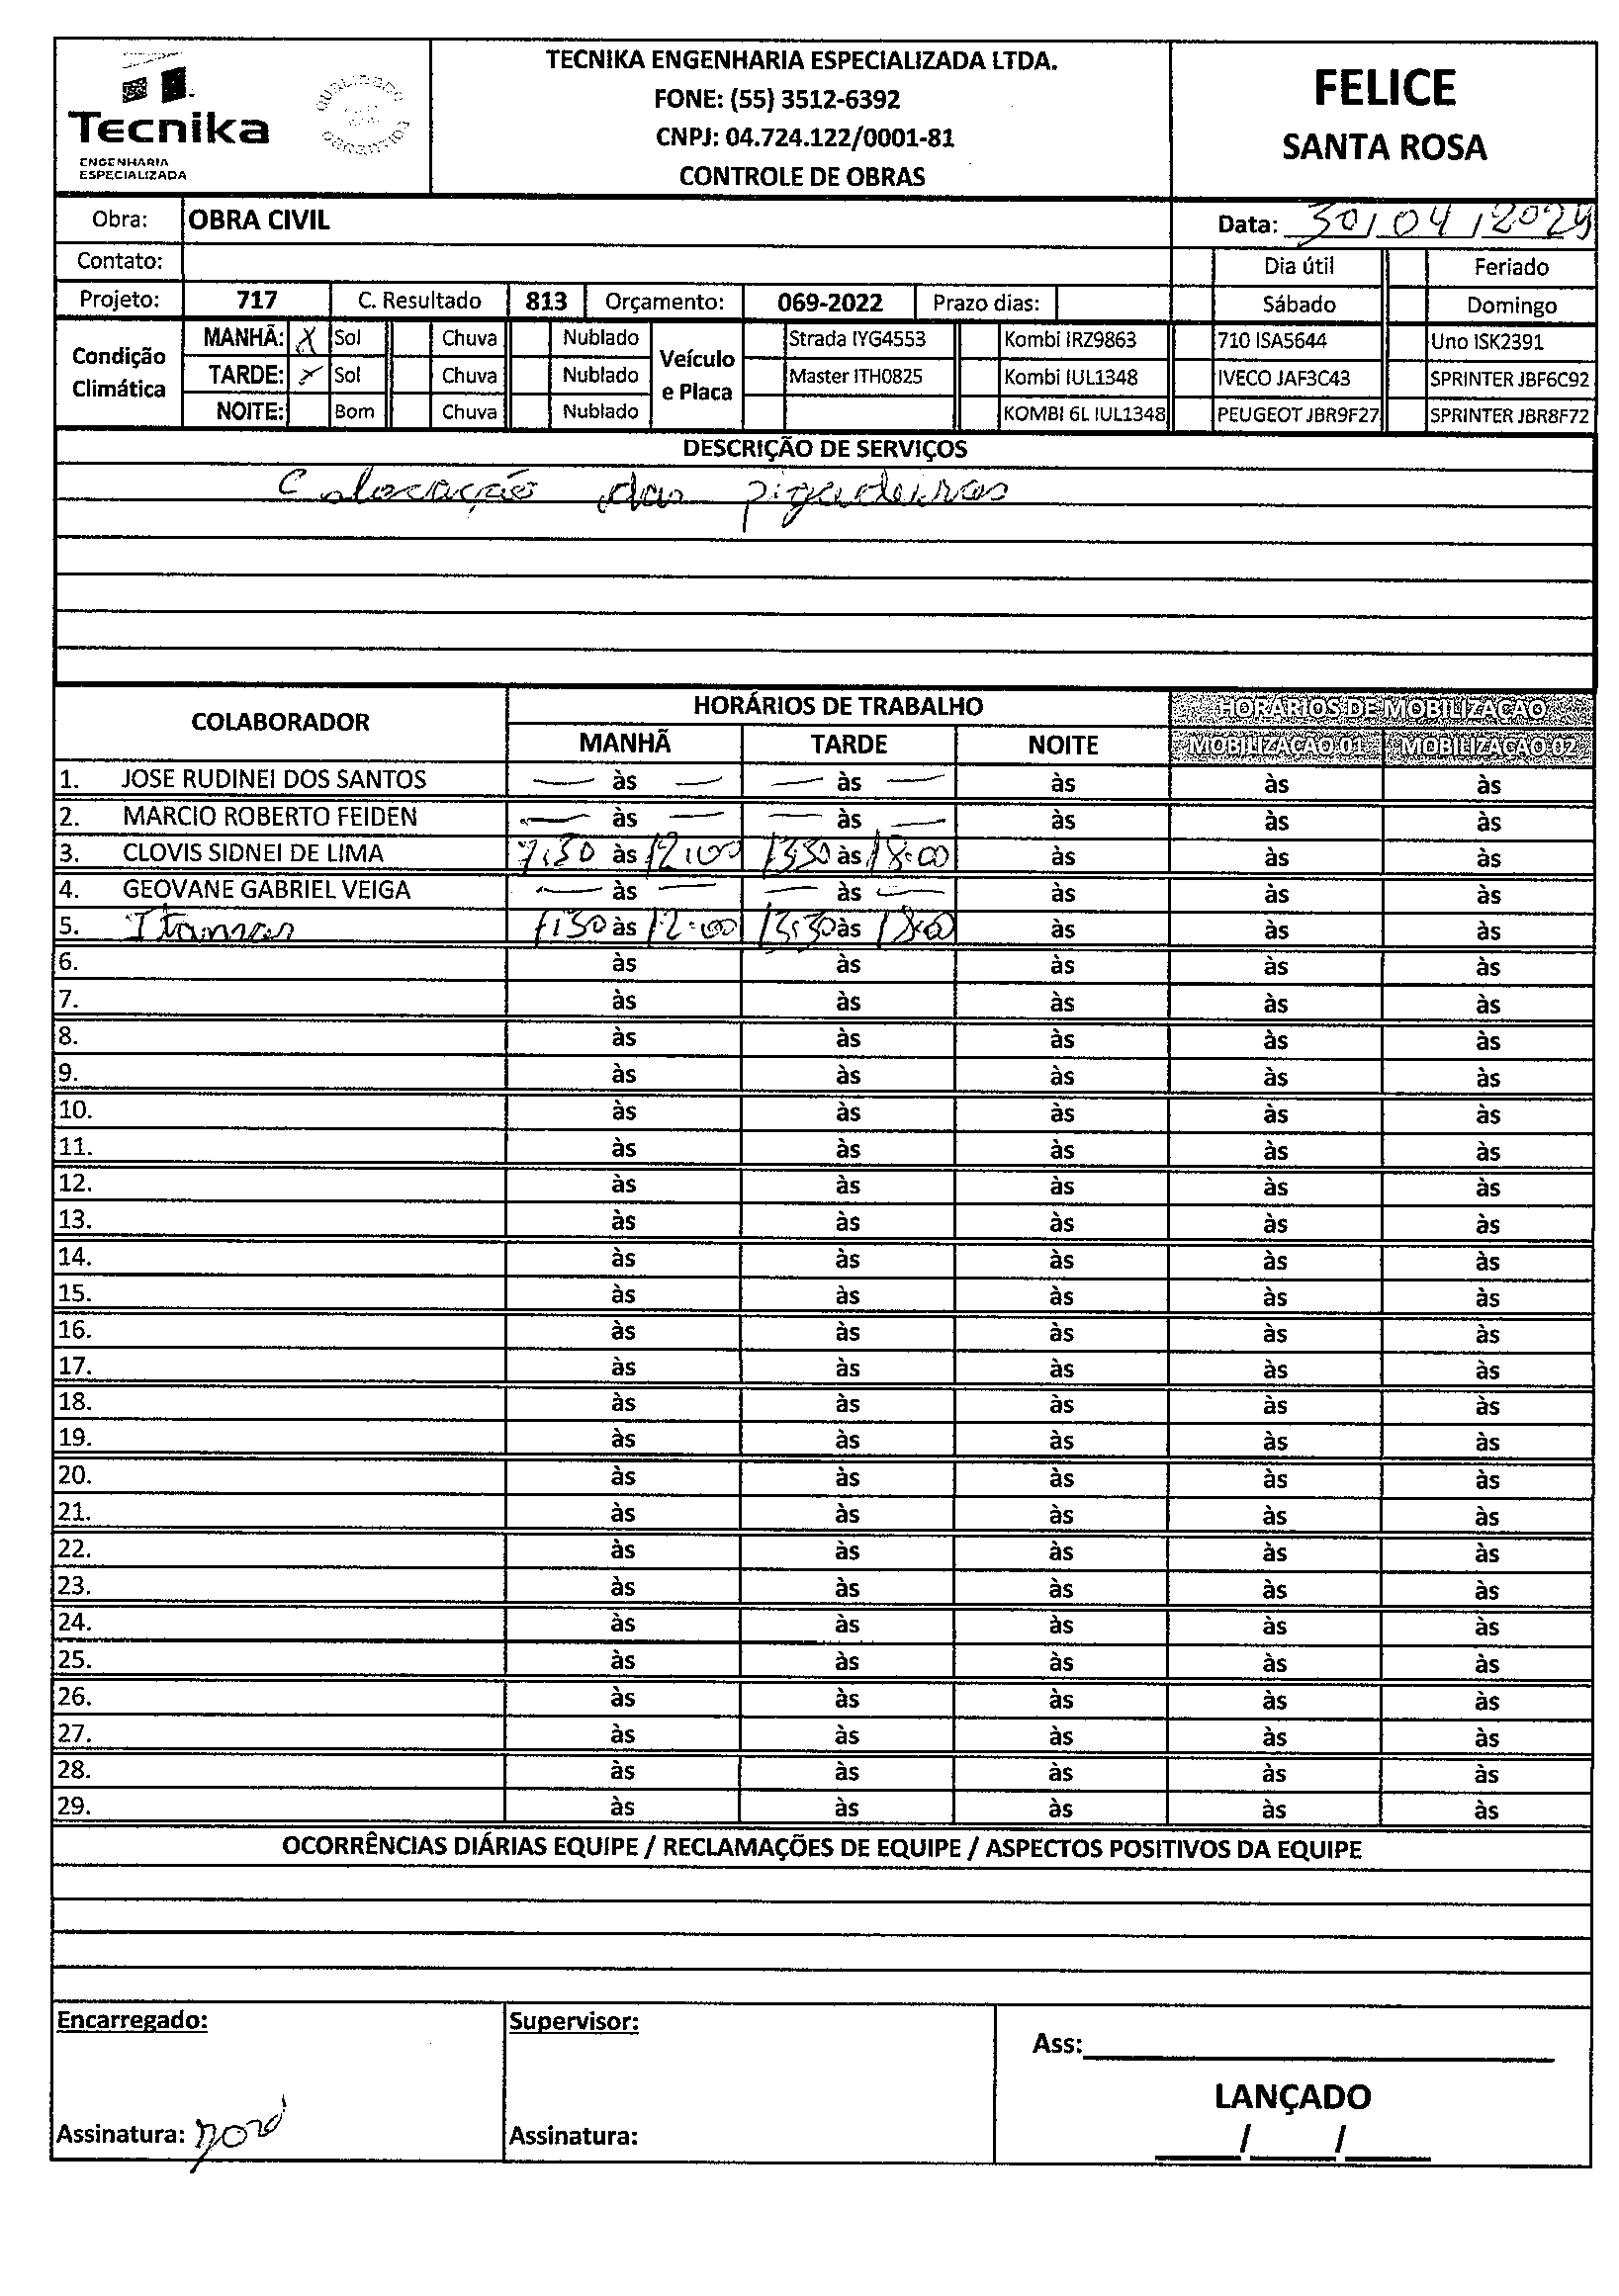 Tecnika
ENGENHARIA
ESPECIALIZADA
QUALIDADE
GARANTIDA
TECNIKA ENGENHARIA ESPECIALIZADA LTDA.
FONE: (55) 3512-6392
CNPJ: 04.724.122/0001-81
CONTROLE DE OBRAS
FELICE
SANTA ROSA
Obra: OBRA CIVIL Data: 30/04/2024
Contato: Dia útil Feriado
Projeto: 717 C. Resultado 813 Orçamento: 069-2022 Prazo dias: Sábado Domingo
Condição Climática
MANHÃ: X Sol Chuva Nublado
TARDE: X Sol Chuva Nublado
NOITE: Bom Chuva Nublado
Veículo e Placa
Strada IYG4553 Kombi IRZ9863 710 ISA5644 Uno ISK2391
Master ITH0825 Kombi IUL1348 IVECO JAF3C43 SPRINTER JBF6C92
KOMBI 6L IUL1348 PEUGEOT JBR9F27 SPRINTER JBR8F72
DESCRIÇÃO DE SERVIÇOS
Colocação das pigadeiras
COLABORADOR HORÁRIOS DE TRABALHO HORÁRIOS DE MOBILIZAÇÃO
MANHÃ TARDE NOITE MOBILIZAÇÃO 01 MOBILIZAÇÃO 02
1. JOSE RUDINEI DOS SANTOS — às — — às — às às às
2. MARCIO ROBERTO FEIDEN — às — — às — às às às
3. CLOVIS SIDNEI DE LIMA 7:30 às 12:00 13:30 às 18:00 às às às
4. GEOVANE GABRIEL VEIGA — às — — às — às às às
5. Itamar 7:30 às 12:00 13:30 às 18:00 às às às
6. às às às às às
7. às às às às às
8. às às às às às
9. às às às às às
10. às às às às às
11. às às às às às
12. às às às às às
13. às às às às às
14. às às às às às
15. às às às às às
16. às às às às às
17. às às às às às
18. às às às às às
19. às às às às às
20. às às às às às
21. às às às às às
22. às às às às às
23. às às às às às
24. às às às às às
25. às às às às às
26. às às às às às
27. às às às às às
28. às às às às às
29. às às às às às
OCORRÊNCIAS DIÁRIAS EQUIPE / RECLAMAÇÕES DE EQUIPE / ASPECTOS POSITIVOS DA EQUIPE
Encarregado: Supervisor: Ass:
LANÇADO
Assinatura: Assinatura: / /